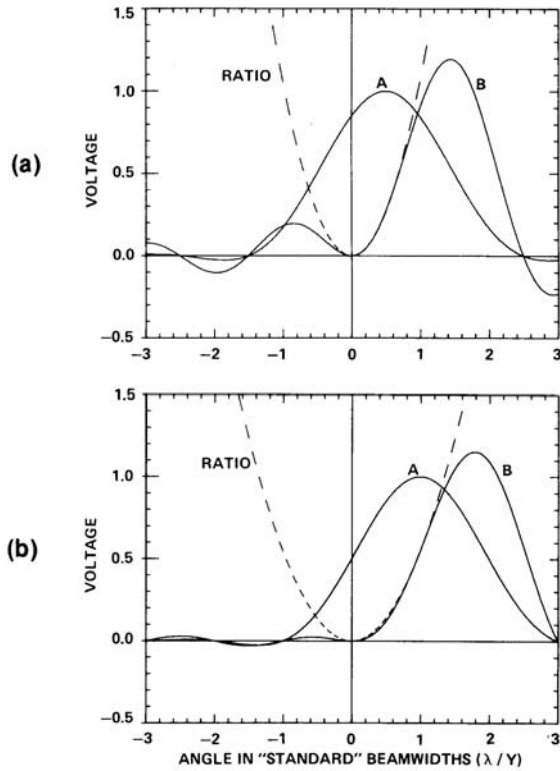 (a)
VOLTAGE
1.5
1.0
0.5
0.0
−0.5
RATIO
A
B
−3 −2 −1 0 1 2 3
(b)
VOLTAGE
1.5
1.0
0.5
0.0
−0.5
RATIO
A
B
−3 −2 −1 0 1 2 3
ANGLE IN "STANDARD" BEAMWIDTHS (λ / Y)